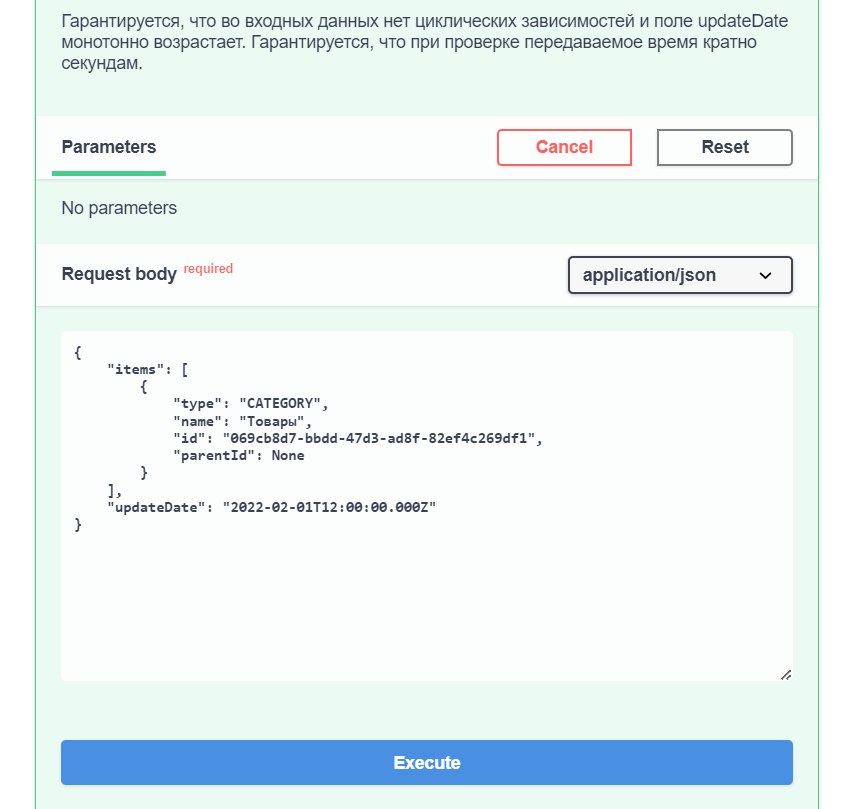 Гарантируется, что во входных данных нет циклических зависимостей и поле updateDate
монотонно возрастает. Гарантируется, что при проверке передаваемое время кратно
секундам.
Parameters
Cancel
Reset
No parameters
Request body required
application/json
{
    "items": [
        {
            "type": "CATEGORY",
            "name": "Товары",
            "id": "069cb8d7-bbdd-47d3-ad8f-82ef4c269df1",
            "parentId": None
        }
    ],
    "updateDate": "2022-02-01T12:00:00.000Z"
}
Execute